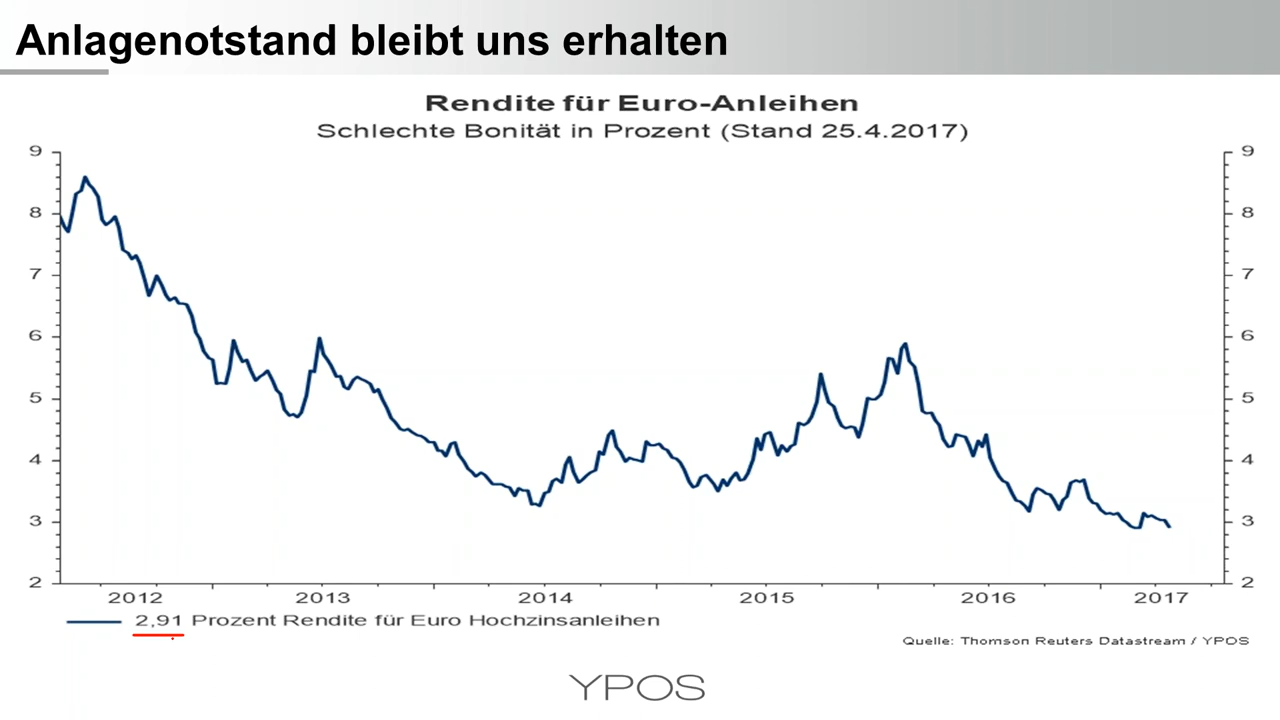 Anlagenotstand bleibt uns erhalten
Rendite für Euro-Anleihen
Schlechte Bonität in Prozent (Stand 25.4.2017)
9 9
8 8
7 7
6 6
5 5
4 4
3 3
2 2
2012 2013 2014 2015 2016 2017
2,91 Prozent Rendite für Euro Hochzinsanleihen
Quelle: Thomson Reuters Datastream / YPOS
YPOS